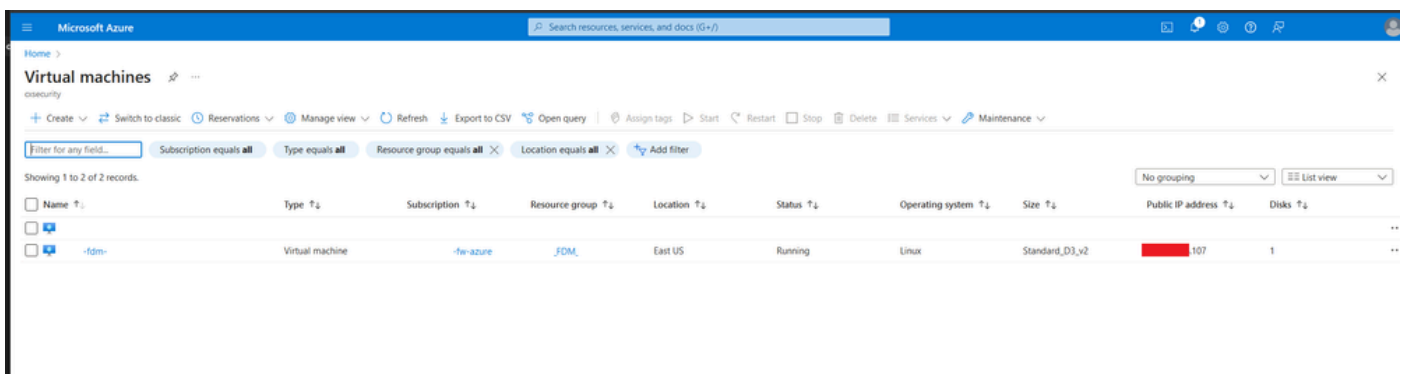 Microsoft Azure
Search resources, services, and docs (G+/)
1
Home >
Virtual machines
cxsecurity
Create
Switch to classic
Reservations
Manage view
Refresh
Export to CSV
Open query
Assign tags
Start
Restart
Stop
Delete
Services
Maintenance
Filter for any field...
Subscription equals all
Type equals all
Resource group equals all
Location equals all
Add filter
Showing 1 to 2 of 2 records.
No grouping
List view
Name
Type
Subscription
Resource group
Location
Status
Operating system
Size
Public IP address
Disks
-fdm-
Virtual machine
-fw-azure
_FDM_
East US
Running
Linux
Standard_D3_v2
.107
1